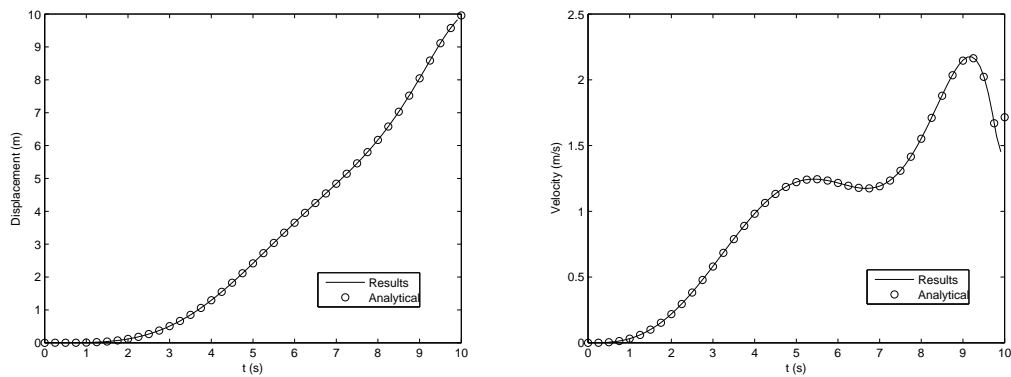 10
9
8
7
6
5
4
3
2
1
0
Displacement (m)
0 1 2 3 4 5 6 7 8 9 10
t (s)
Results
Analytical
2.5
2
1.5
1
0.5
0
Velocity (m/s)
0 1 2 3 4 5 6 7 8 9 10
t (s)
Results
Analytical